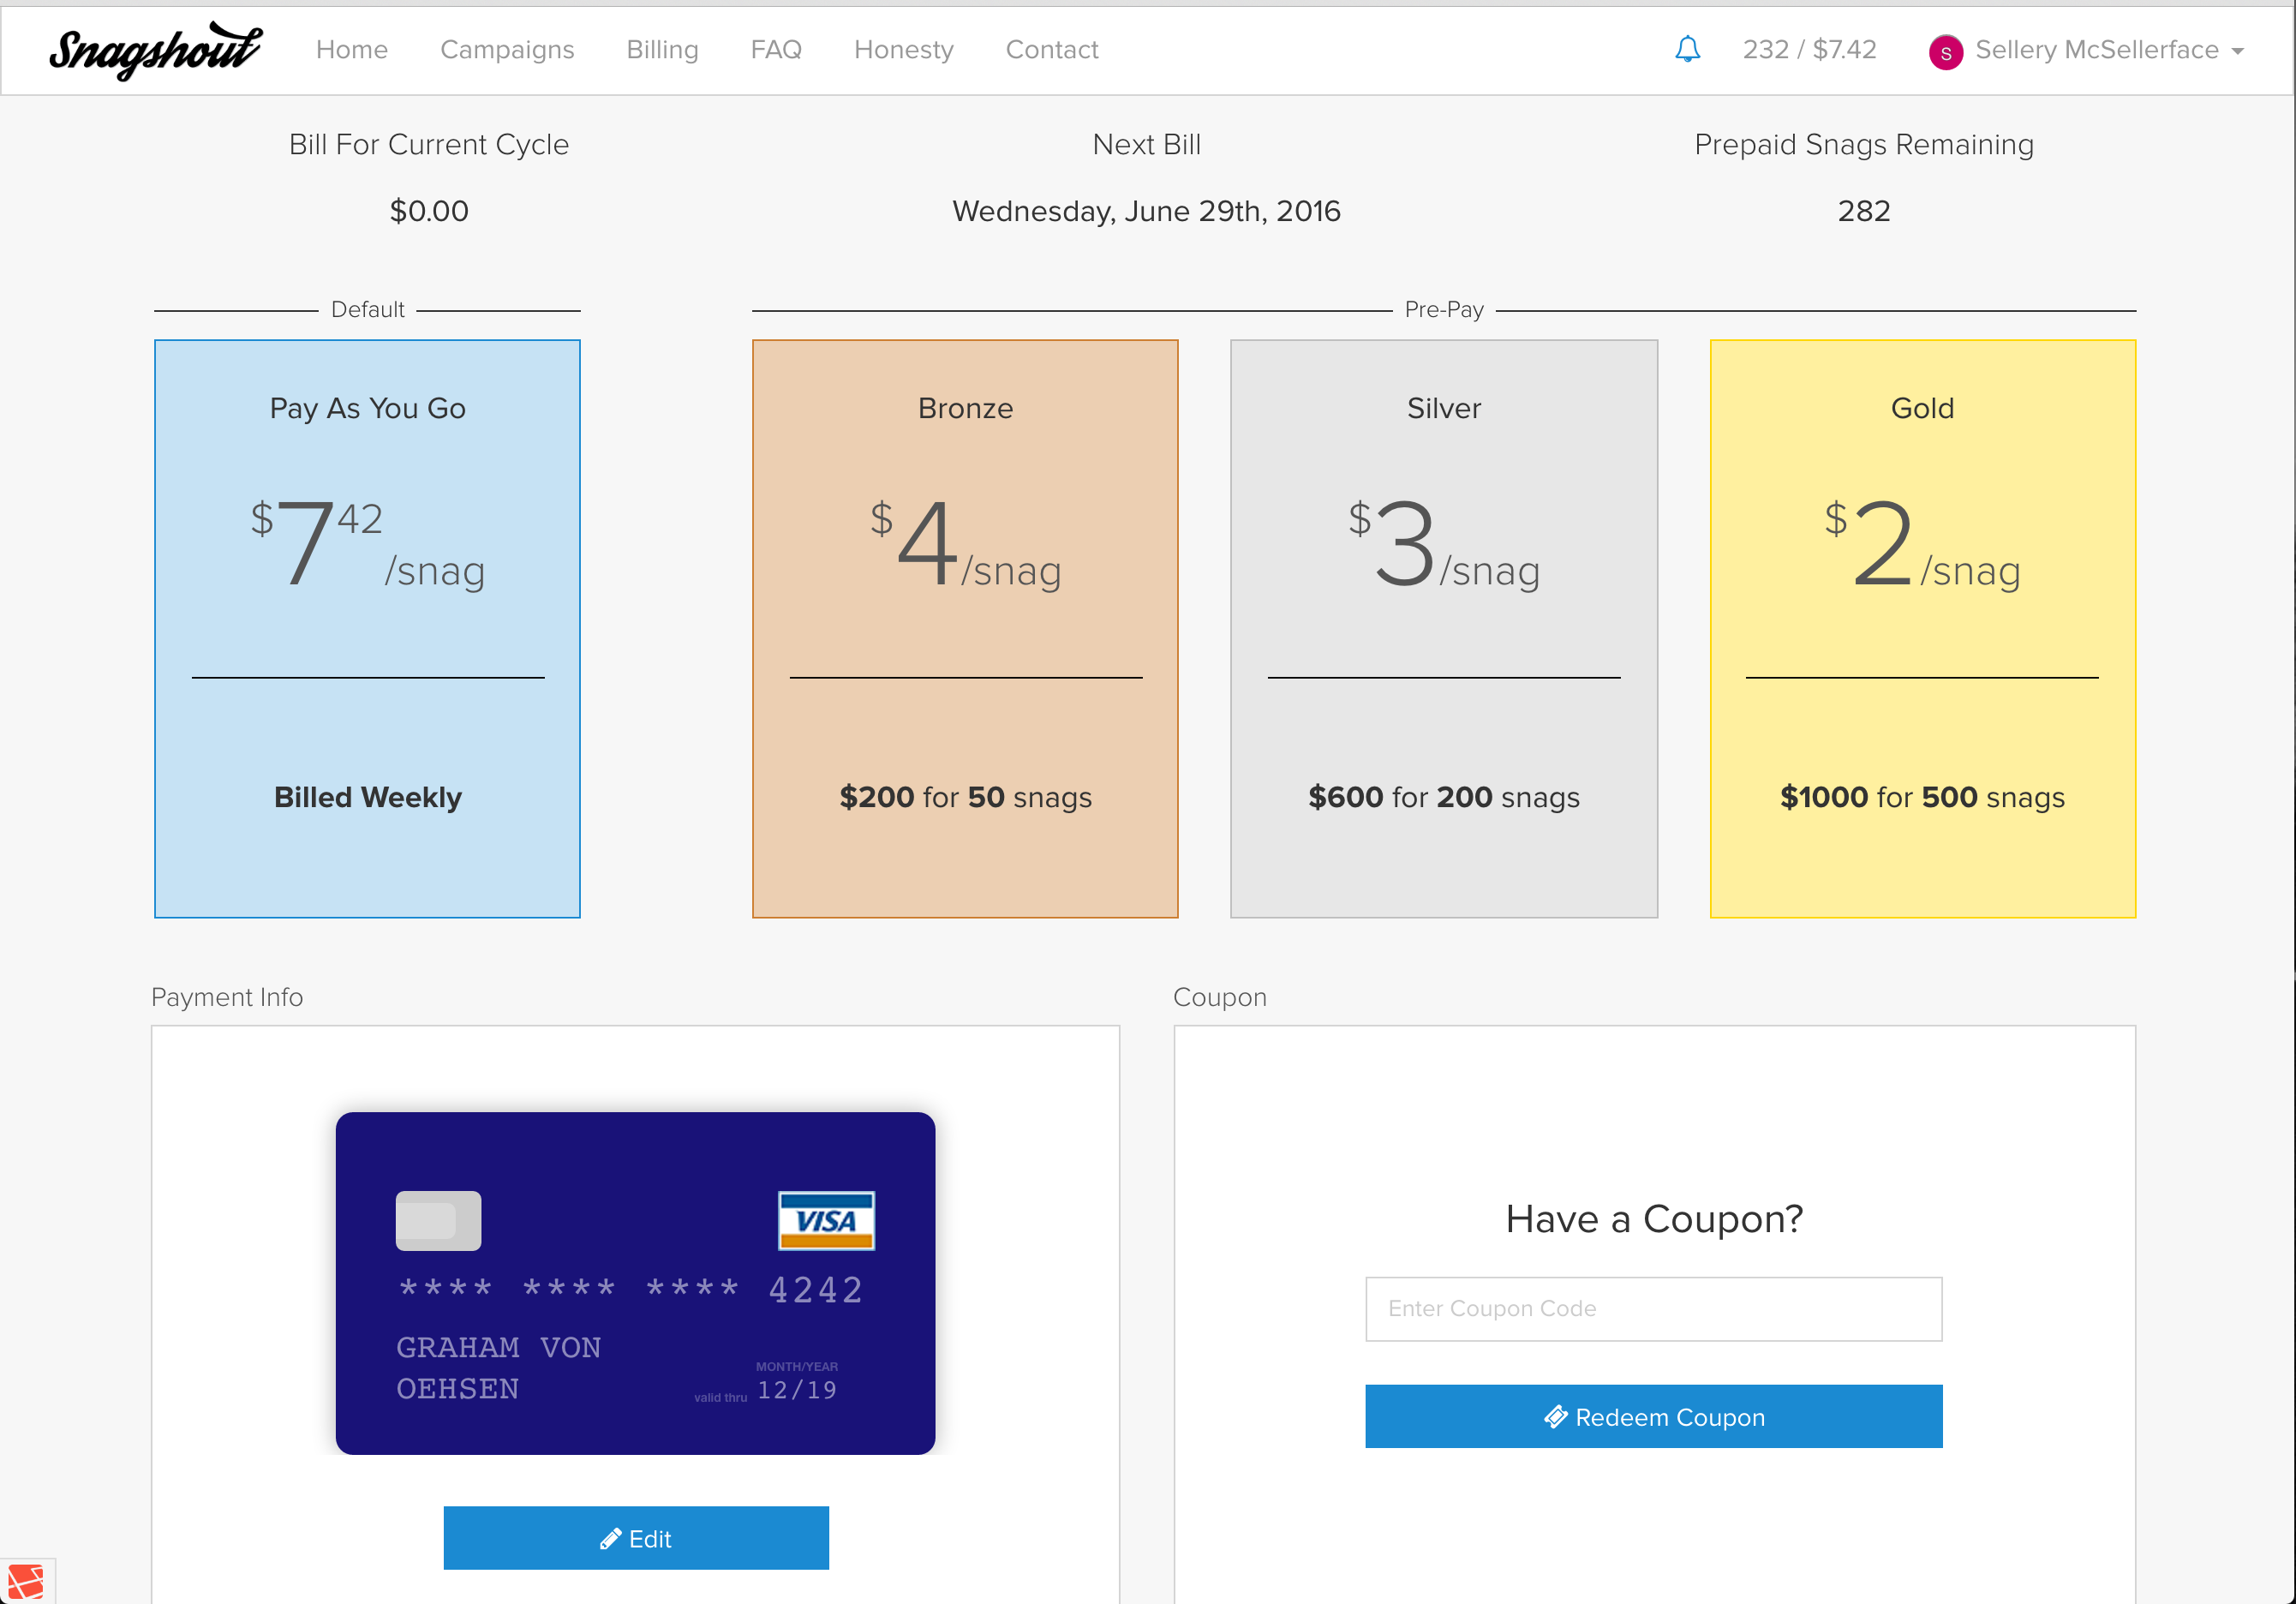 Snagshout Home Campaigns Billing FAQ Honesty Contact 232 / $7.42 S Sellery McSellerface
Bill For Current Cycle Next Bill Prepaid Snags Remaining
$0.00 Wednesday, June 29th, 2016 282
Default Pre-Pay
Pay As You Go Bronze Silver Gold
$7 42 /snag $4/snag $3/snag $2/snag
Billed Weekly $200 for 50 snags $600 for 200 snags $1000 for 500 snags
Payment Info Coupon
VISA
**** **** **** 4242
GRAHAM VON
OEHSEN
MONTH/YEAR
valid thru 12/19
Edit
Have a Coupon?
Enter Coupon Code
Redeem Coupon